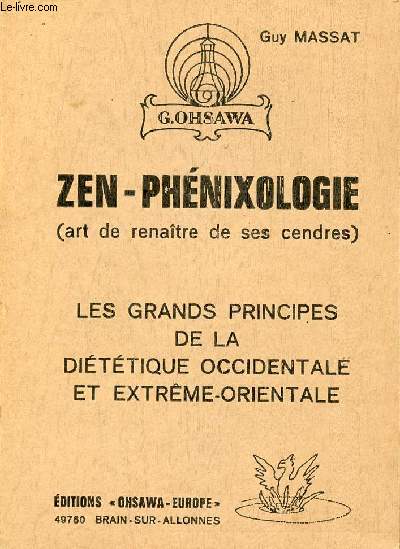 Le-livre.com
Guy MASSAT
G.OHSAWA
ZEN-PHÉNIXOLOGIE
(art de renaître de ses cendres)
LES GRANDS PRINCIPES
DE LA
DIÉTÉTIQUE OCCIDENTALE
ET EXTRÊME-ORIENTALE
ÉDITIONS «OHSAWA-EUROPE»
49760 BRAIN-SUR-ALLONNES